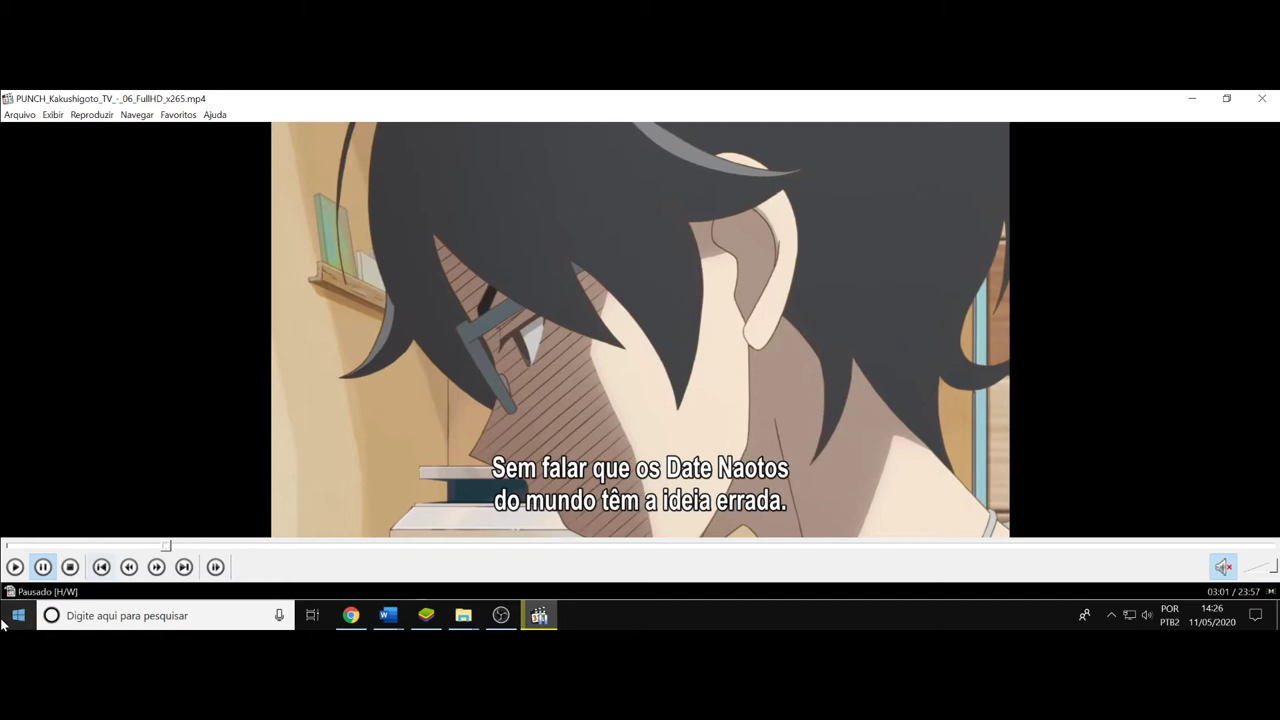 PUNCH_Kakushigoto_TV_-_06_FullHD_x265.mp4
Arquivo Exibir Reproduzir Navegar Favoritos Ajuda
Sem falar que os Date Naotos
do mundo têm a ideia errada.
Pausado [H/W]
03:01 / 23:57
Digite aqui para pesquisar
POR
PTB2
14:26
11/05/2020